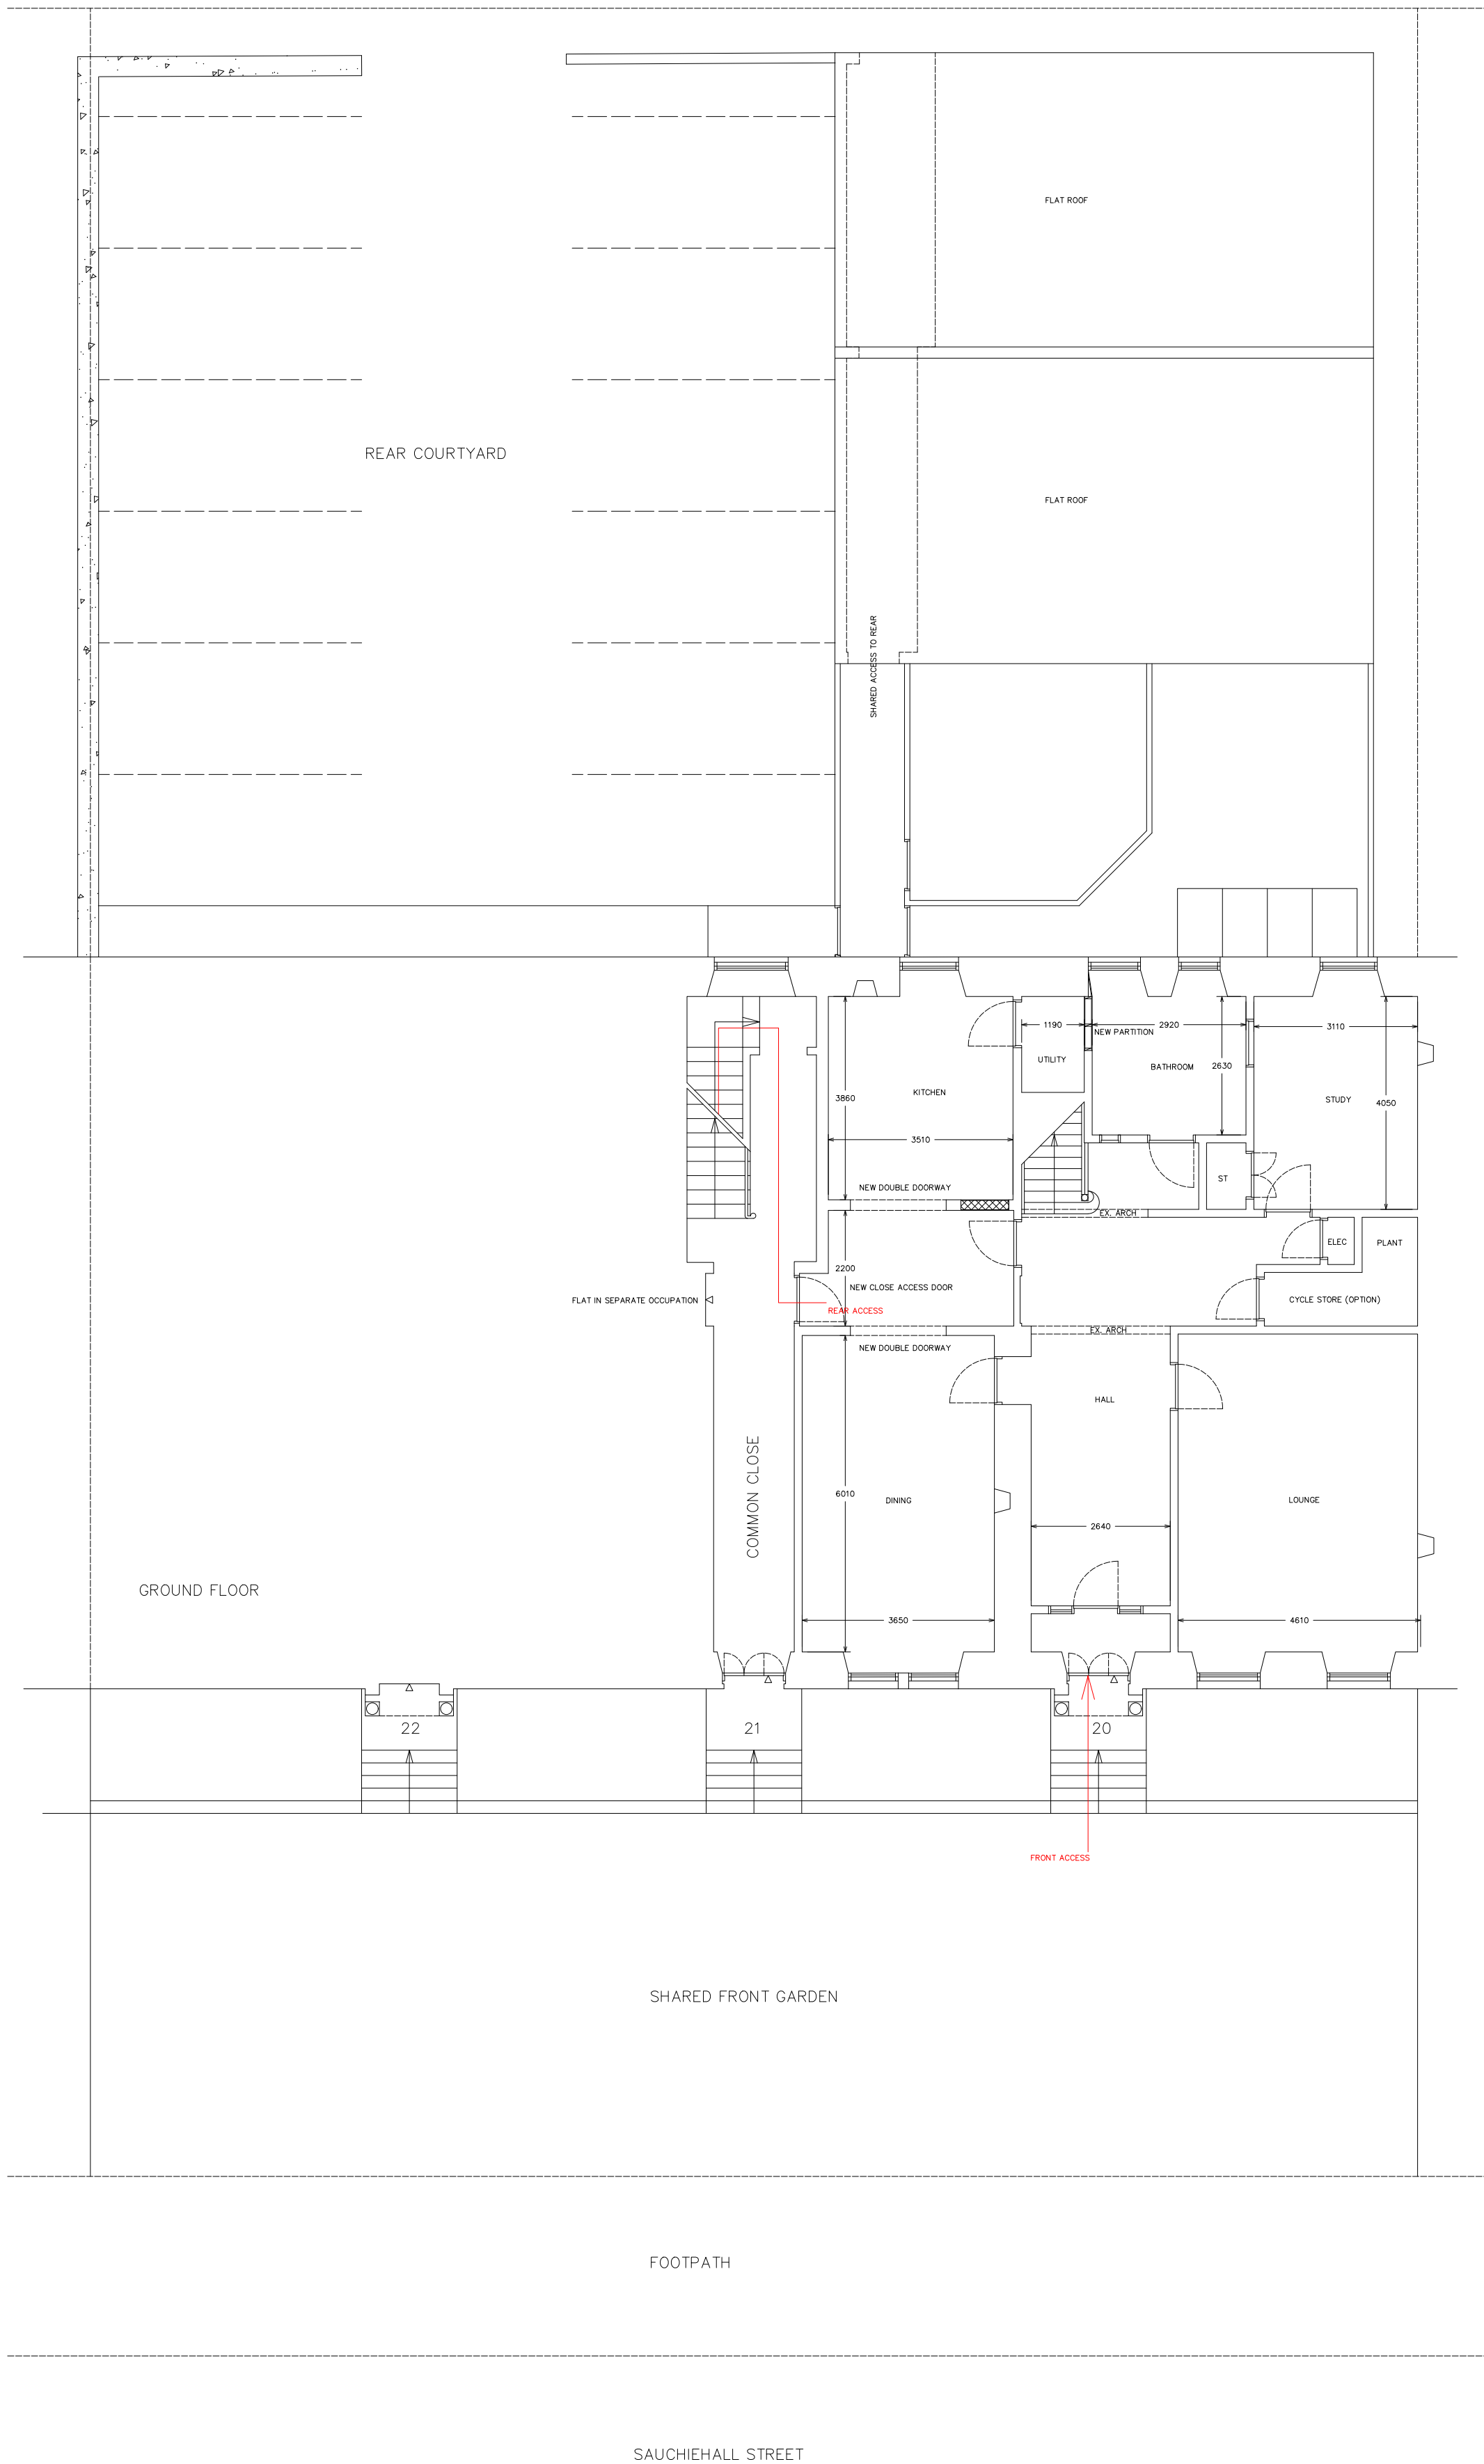 FLAT ROOF
REAR COURTYARD
FLAT ROOF
SHARED ACCESS TO REAR
1190
2920
3110
NEW PARTITION
UTILITY
BATHROOM
2630
KITCHEN
3860
STUDY
4050
3510
ST
NEW DOUBLE DOORWAY
EX. ARCH
ELEC
PLANT
2200
NEW CLOSE ACCESS DOOR
FLAT IN SEPARATE OCCUPATION
CYCLE STORE (OPTION)
REAR ACCESS
EX. ARCH
NEW DOUBLE DOORWAY
HALL
COMMON CLOSE
6010
DINING
LOUNGE
2640
GROUND FLOOR
3650
4610
22
21
20
FRONT ACCESS
SHARED FRONT GARDEN
FOOTPATH
SAUCHIEHALL STREET